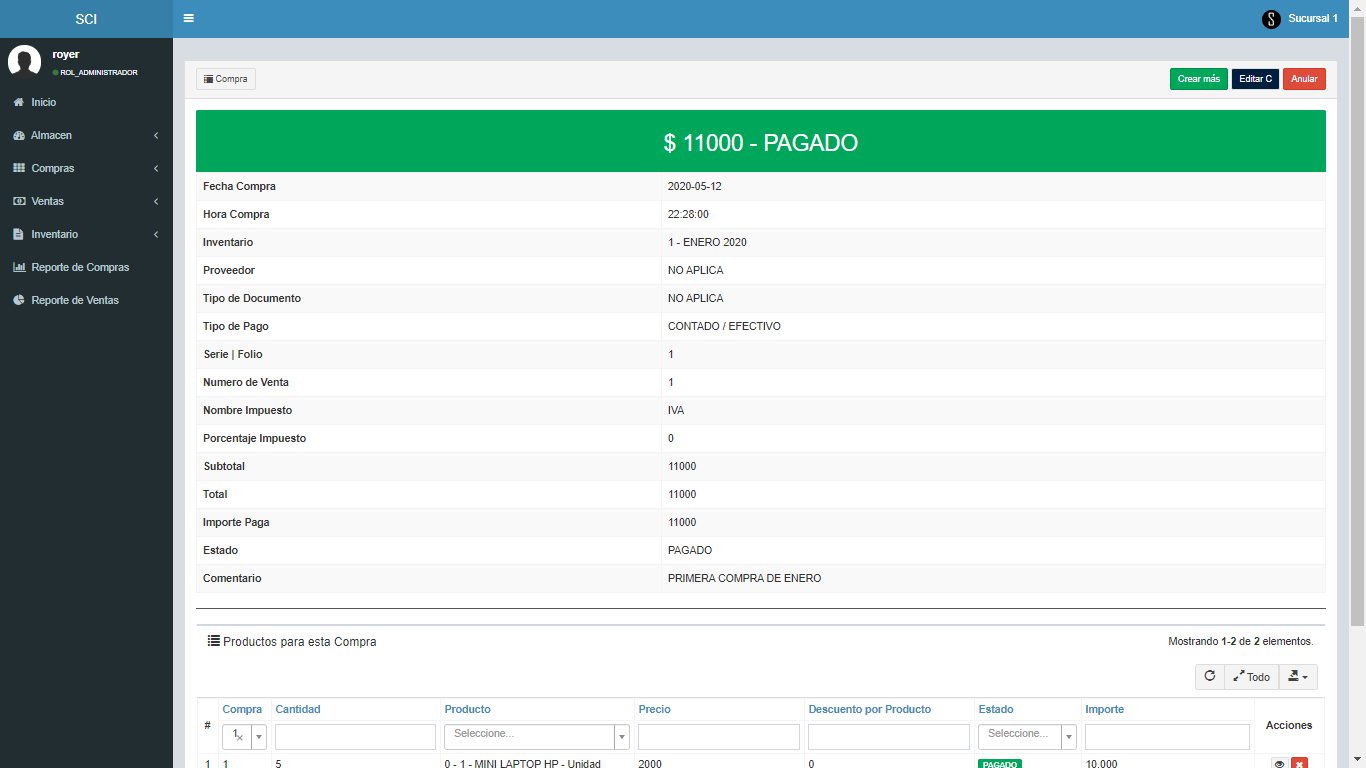 SCI
Sucursal 1
royer
ROL_ADMINISTRADOR
Inicio
Almacen
Compras
Ventas
Inventario
Reporte de Compras
Reporte de Ventas
Compra
Crear más
Editar C
Anular
$ 11000 - PAGADO
Fecha Compra 2020-05-12
Hora Compra 22:28:00
Inventario 1 - ENERO 2020
Proveedor NO APLICA
Tipo de Documento NO APLICA
Tipo de Pago CONTADO / EFECTIVO
Serie | Folio 1
Numero de Venta 1
Nombre Impuesto IVA
Porcentaje Impuesto 0
Subtotal 11000
Total 11000
Importe Paga 11000
Estado PAGADO
Comentario PRIMERA COMPRA DE ENERO
Productos para esta Compra
Mostrando 1-2 de 2 elementos.
Todo
# Compra Cantidad Producto Precio Descuento por Producto Estado Importe Acciones
1 × Seleccione... Seleccione...
1 1 5 0 - 1 - MINI LAPTOP HP - Unidad 2000 0 PAGADO 10,000